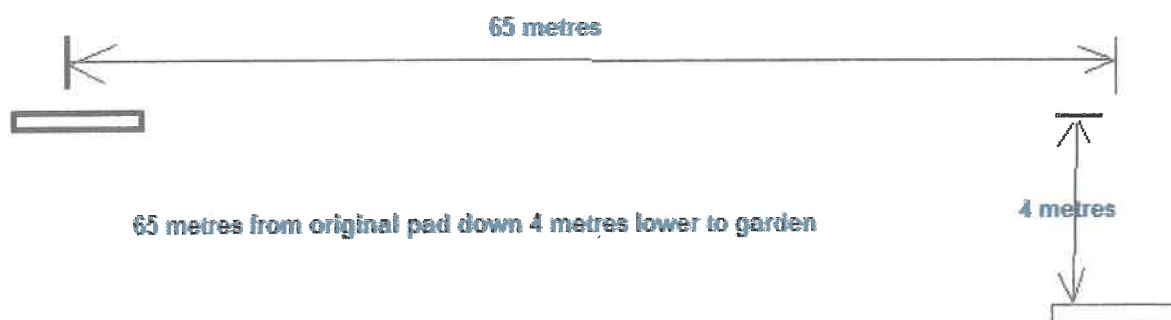 65 metres
4 metres
65 metres from original pad down 4 metres lower to garden